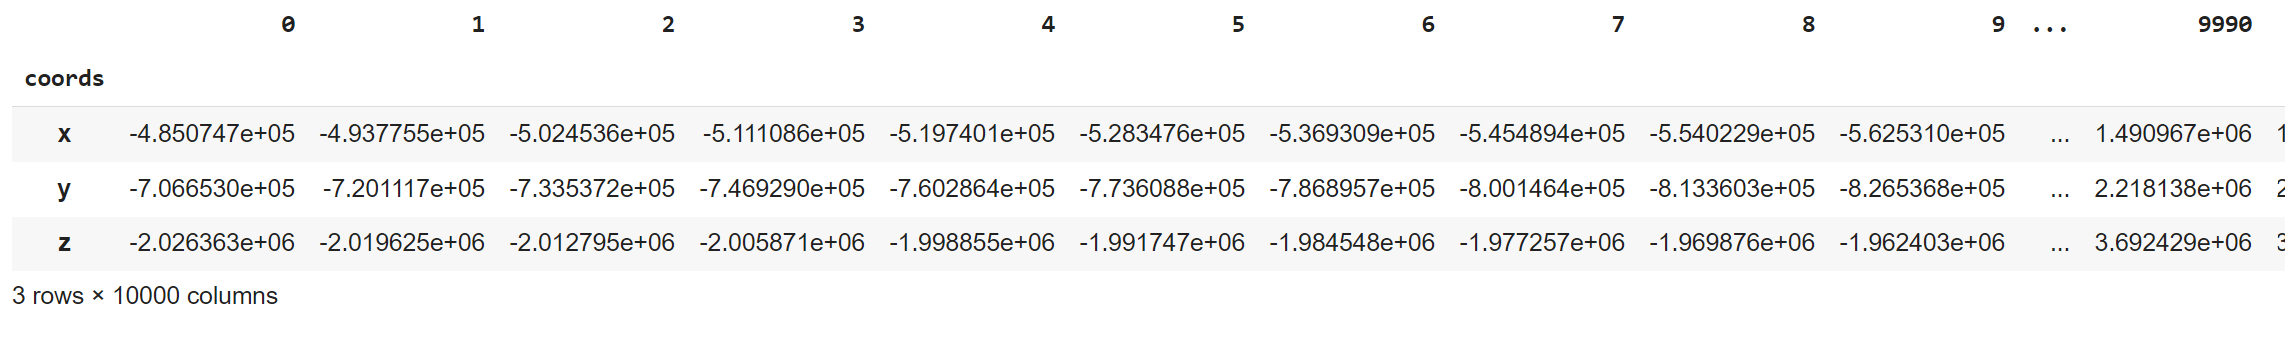 0 1 2 3 4 5 6 7 8 9 ... 9990
coords
x -4.850747e+05 -4.937755e+05 -5.024536e+05 -5.111086e+05 -5.197401e+05 -5.283476e+05 -5.369309e+05 -5.454894e+05 -5.540229e+05 -5.625310e+05 ... 1.490967e+06 1
y -7.066530e+05 -7.201117e+05 -7.335372e+05 -7.469290e+05 -7.602864e+05 -7.736088e+05 -7.868957e+05 -8.001464e+05 -8.133603e+05 -8.265368e+05 ... 2.218138e+06 2
z -2.026363e+06 -2.019625e+06 -2.012795e+06 -2.005871e+06 -1.998855e+06 -1.991747e+06 -1.984548e+06 -1.977257e+06 -1.969876e+06 -1.962403e+06 ... 3.692429e+06 3
3 rows × 10000 columns